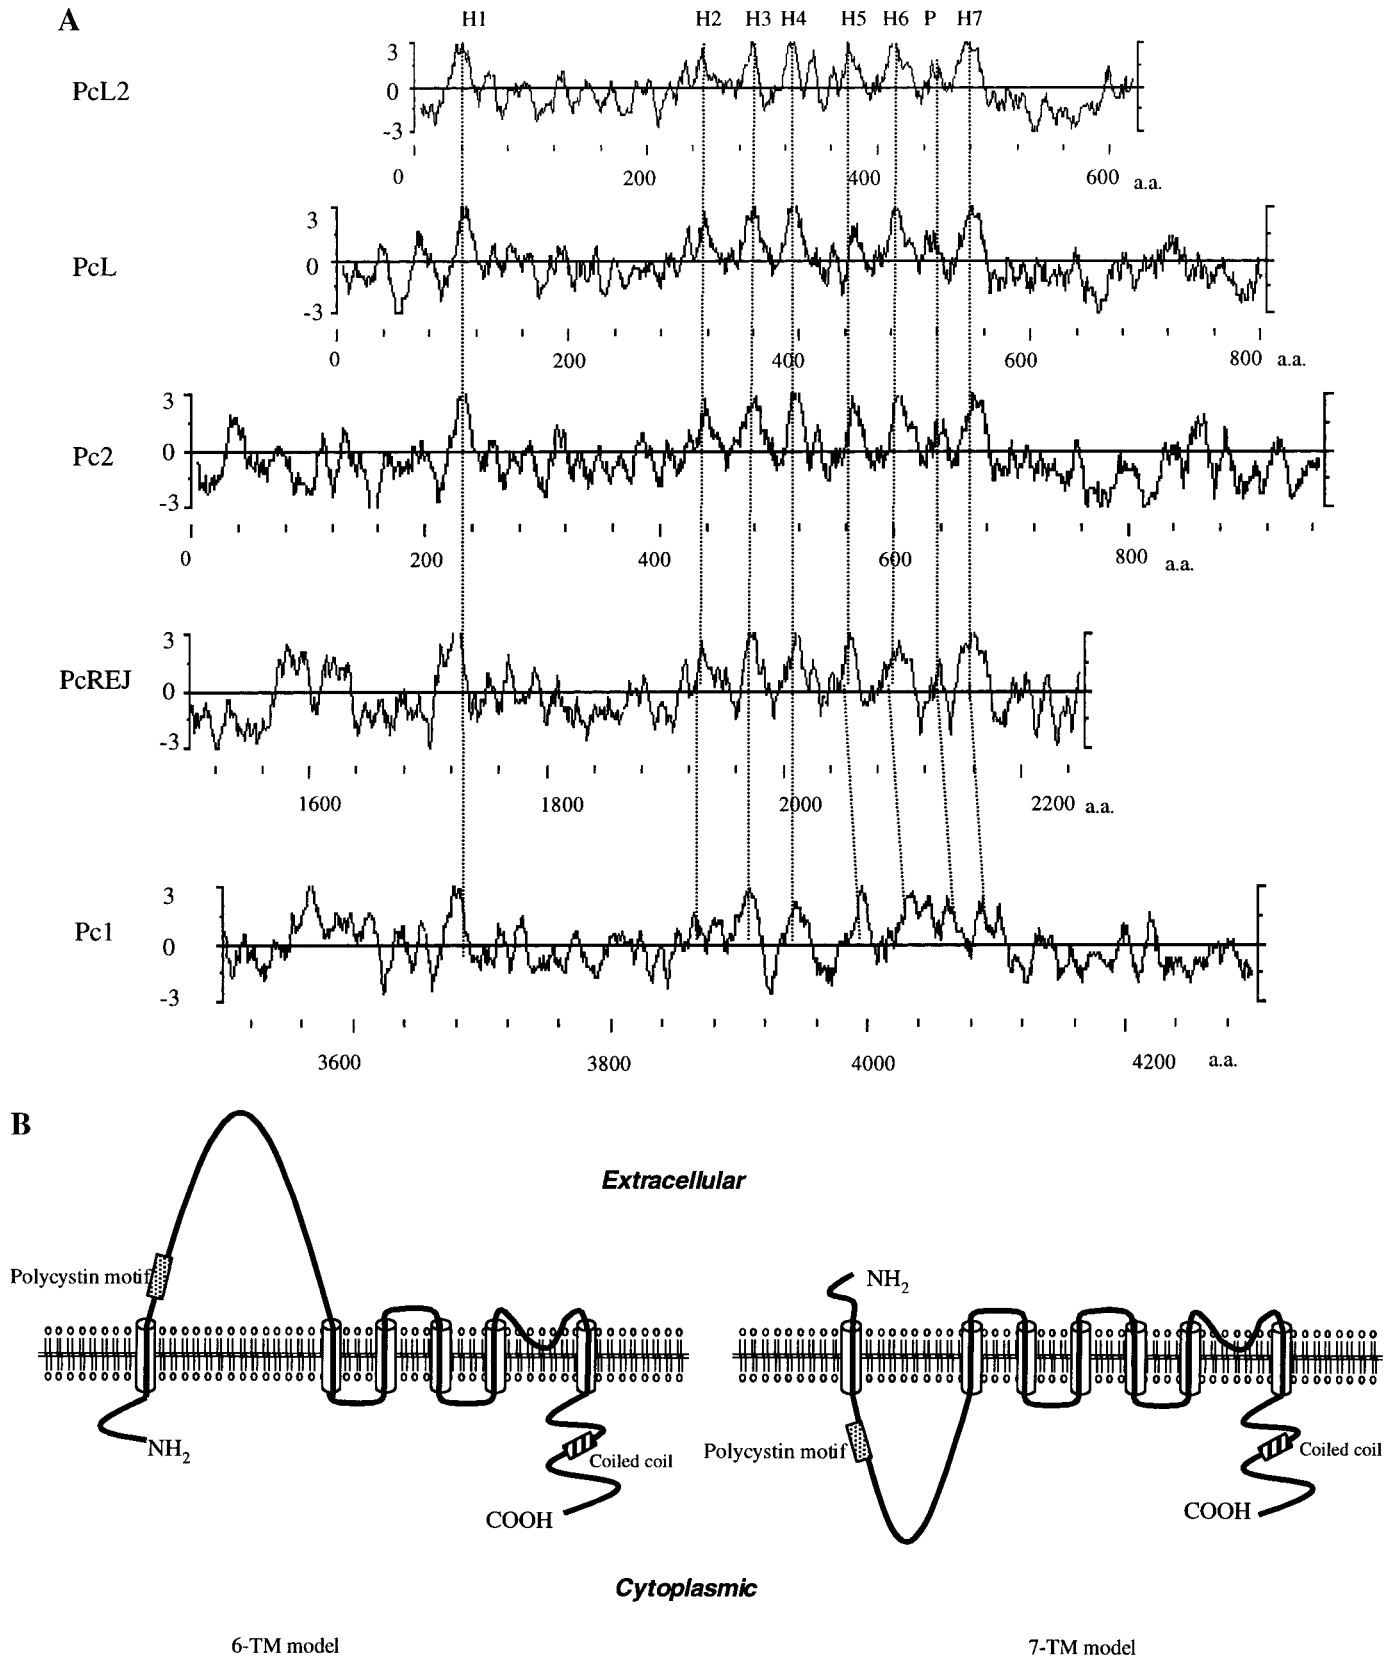 A
H1 H2 H3 H4 H5 H6 P H7
PcL2
3
0
-3
0 200 400 600 a.a.
PcL
3
0
-3
0 200 400 600 800 a.a.
Pc2
3
0
-3
0 200 400 600 800 a.a.
PcREJ
3
0
-3
1600 1800 2000 2200 a.a.
Pc1
3
0
-3
3600 3800 4000 4200 a.a.
B
Extracellular
Polycystin motif
NH2
Coiled coil
COOH
NH2
Polycystin motif
Coiled coil
COOH
Cytoplasmic
6-TM model 7-TM model